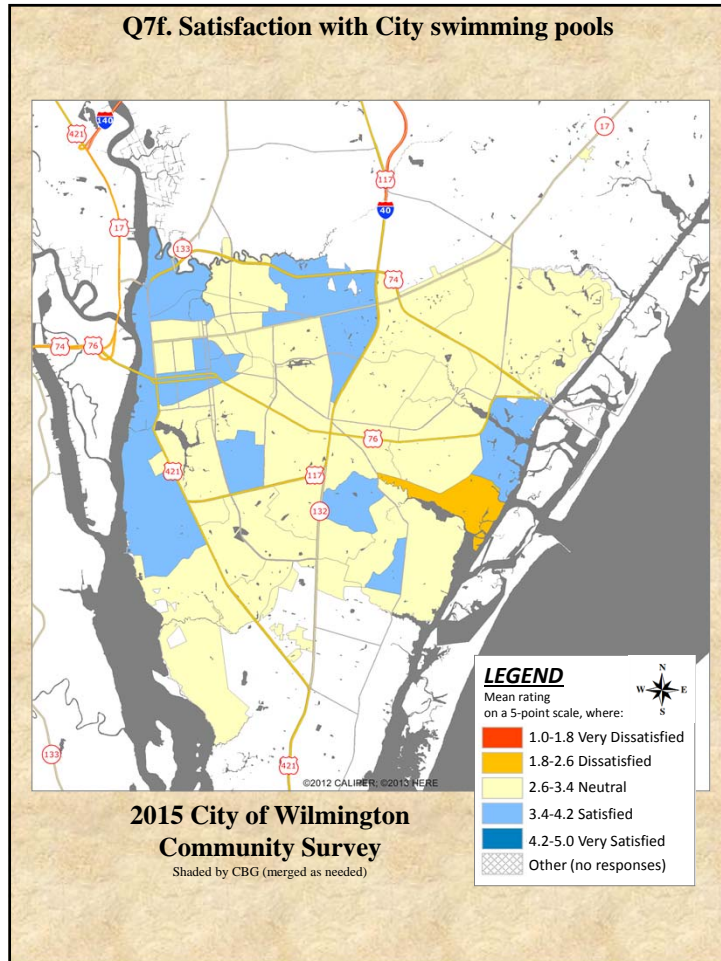 Q7f. Satisfaction with City swimming pools
140
421
17
117
17
40
133
74
74
76
76
421
117
132
133
421
LEGEND
Mean rating
on a 5-point scale, where:
N
W E
S
1.0-1.8 Very Dissatisfied
1.8-2.6 Dissatisfied
2.6-3.4 Neutral
3.4-4.2 Satisfied
4.2-5.0 Very Satisfied
Other (no responses)
©2012 CALIPER; ©2013 HERE
2015 City of Wilmington
Community Survey
Shaded by CBG (merged as needed)